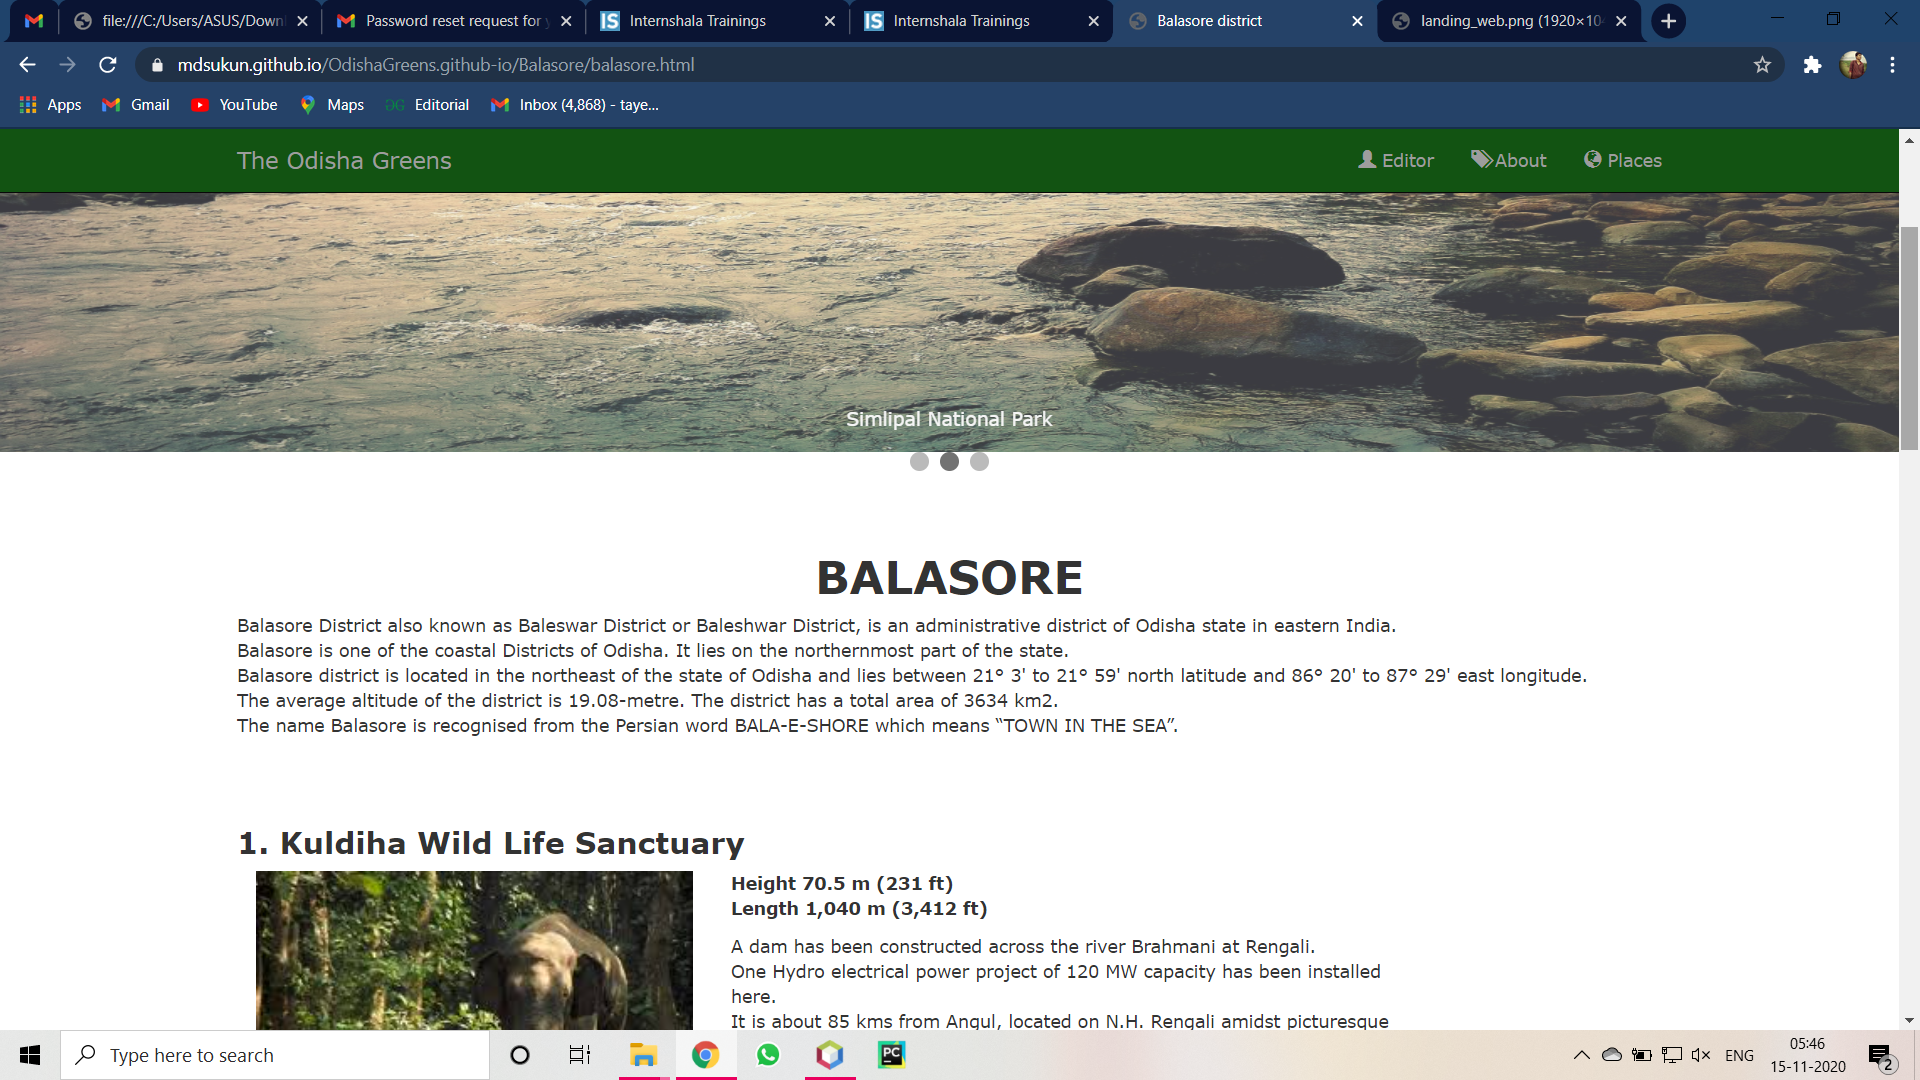 file:///C:/Users/ASUS/Down
Password reset request for
Internshala Trainings
Internshala Trainings
Balasore district
landing_web.png (1920×10
mdsukun.github.io/OdishaGreens.github-io/Balasore/balasore.html
Apps
Gmail
YouTube
Maps
Editorial
Inbox (4,868) - taye...
The Odisha Greens
Editor
About
Places
Simlipal National Park
BALASORE
Balasore District also known as Baleswar District or Baleshwar District, is an administrative district of Odisha state in eastern India.
Balasore is one of the coastal Districts of Odisha. It lies on the northernmost part of the state.
Balasore district is located in the northeast of the state of Odisha and lies between 21° 3' to 21° 59' north latitude and 86° 20' to 87° 29' east longitude.
The average altitude of the district is 19.08-metre. The district has a total area of 3634 km2.
The name Balasore is recognised from the Persian word BALA-E-SHORE which means “TOWN IN THE SEA”.
1. Kuldiha Wild Life Sanctuary
Height 70.5 m (231 ft)
Length 1,040 m (3,412 ft)
A dam has been constructed across the river Brahmani at Rengali.
One Hydro electrical power project of 120 MW capacity has been installed
here.
It is about 85 kms from Angul, located on N.H. Rengali amidst picturesque
Type here to search
PC
ENG
05:46
15-11-2020
2